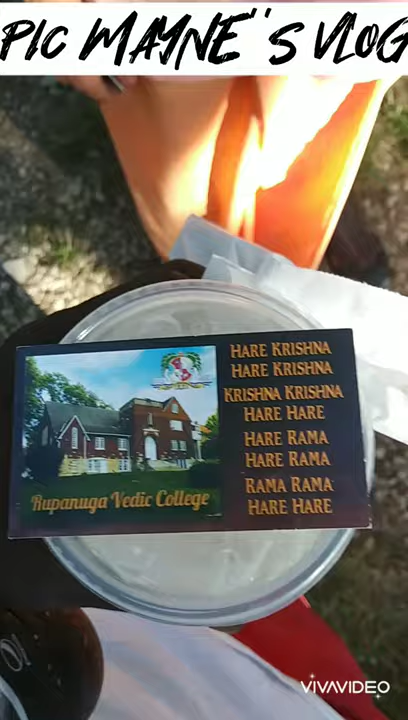 PIC MAYNE"S VLOG
HARE KRISHNA
HARE KRISHNA
KRISHNA KRISHNA
HARE HARE
HARE RAMA
HARE RAMA
RAMA RAMA
HARE HARE
Rupanuga Vedic College
VIVAVIDEO